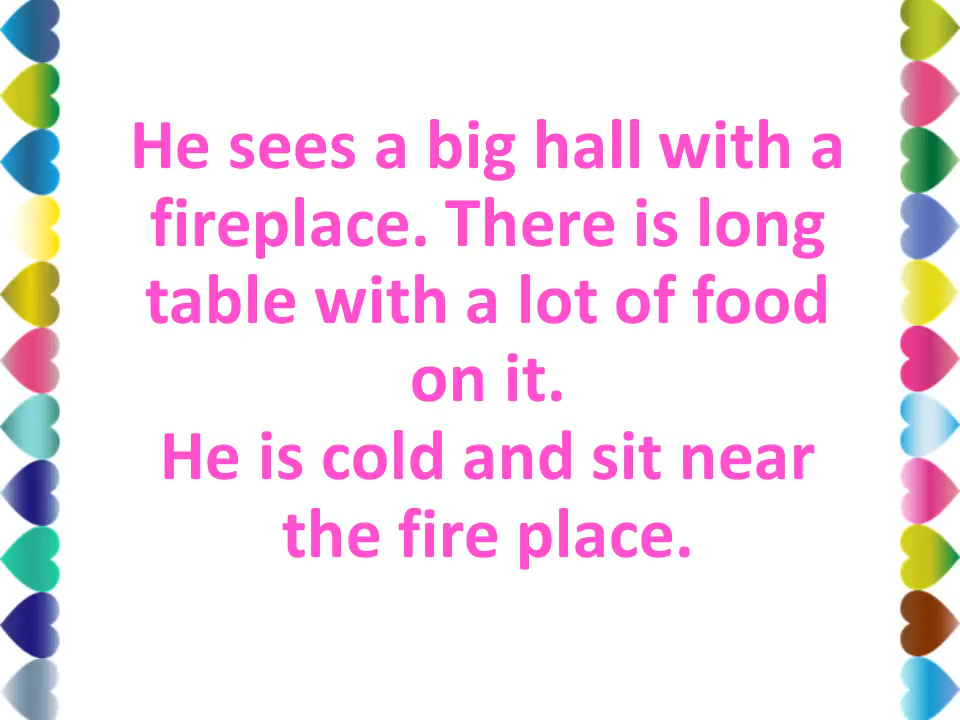 He sees a big hall with a
fireplace. There is long
table with a lot of food
on it.
He is cold and sit near
the fire place.